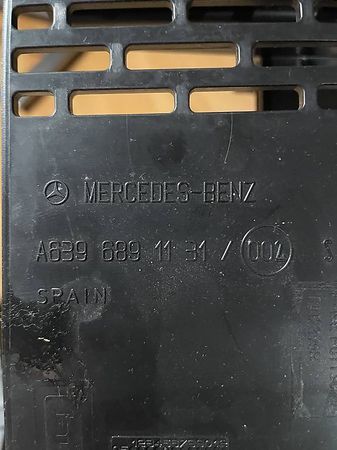 MERCEDES-BENZ
A639 689 11 31 / 002 S
SPAIN